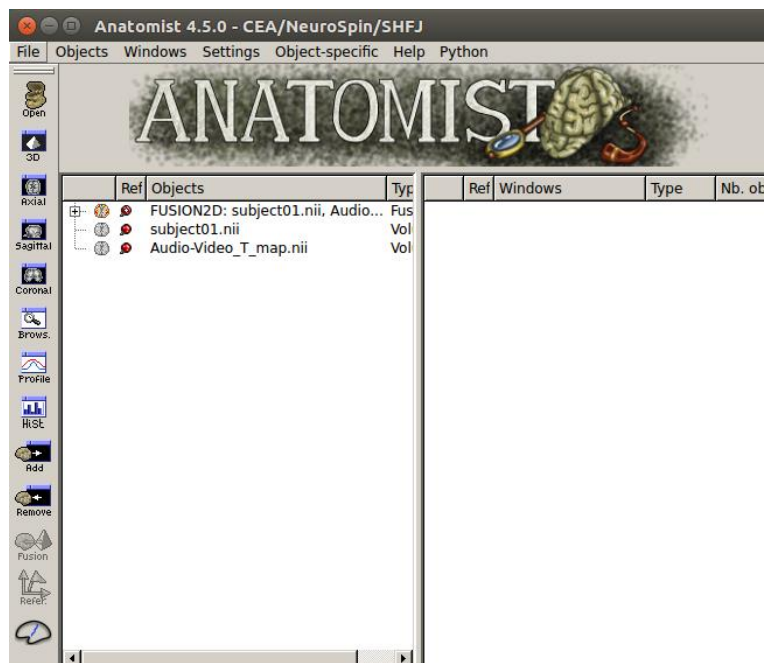 Anatomist 4.5.0 - CEA/NeuroSpin/SHFJ
File Objects Windows Settings Object-specific Help Python
ANATOMIST
Open
3D
Axial
Sagittal
Coronal
Brows.
Profile
Hist
Add
Remove
Fusion
Refer.
Ref Objects Typ
FUSION2D: subject01.nii, Audio... Fus
subject01.nii Vol
Audio-Video_T_map.nii Vol
Ref Windows Type Nb. ob